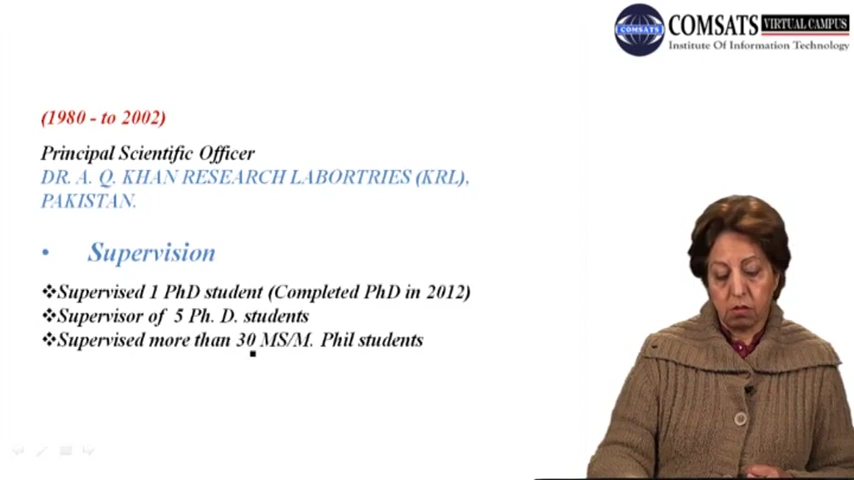 COMSATS VIRTUAL CAMPUS
COMSATS
Institute Of Information Technology
(1980 - to 2002)
Principal Scientific Officer
DR. A. Q. KHAN RESEARCH LABORTRIES (KRL),
PAKISTAN.
• Supervision
❖Supervised 1 PhD student (Completed PhD in 2012)
❖Supervisor of 5 Ph. D. students
❖Supervised more than 30 MS/M. Phil students